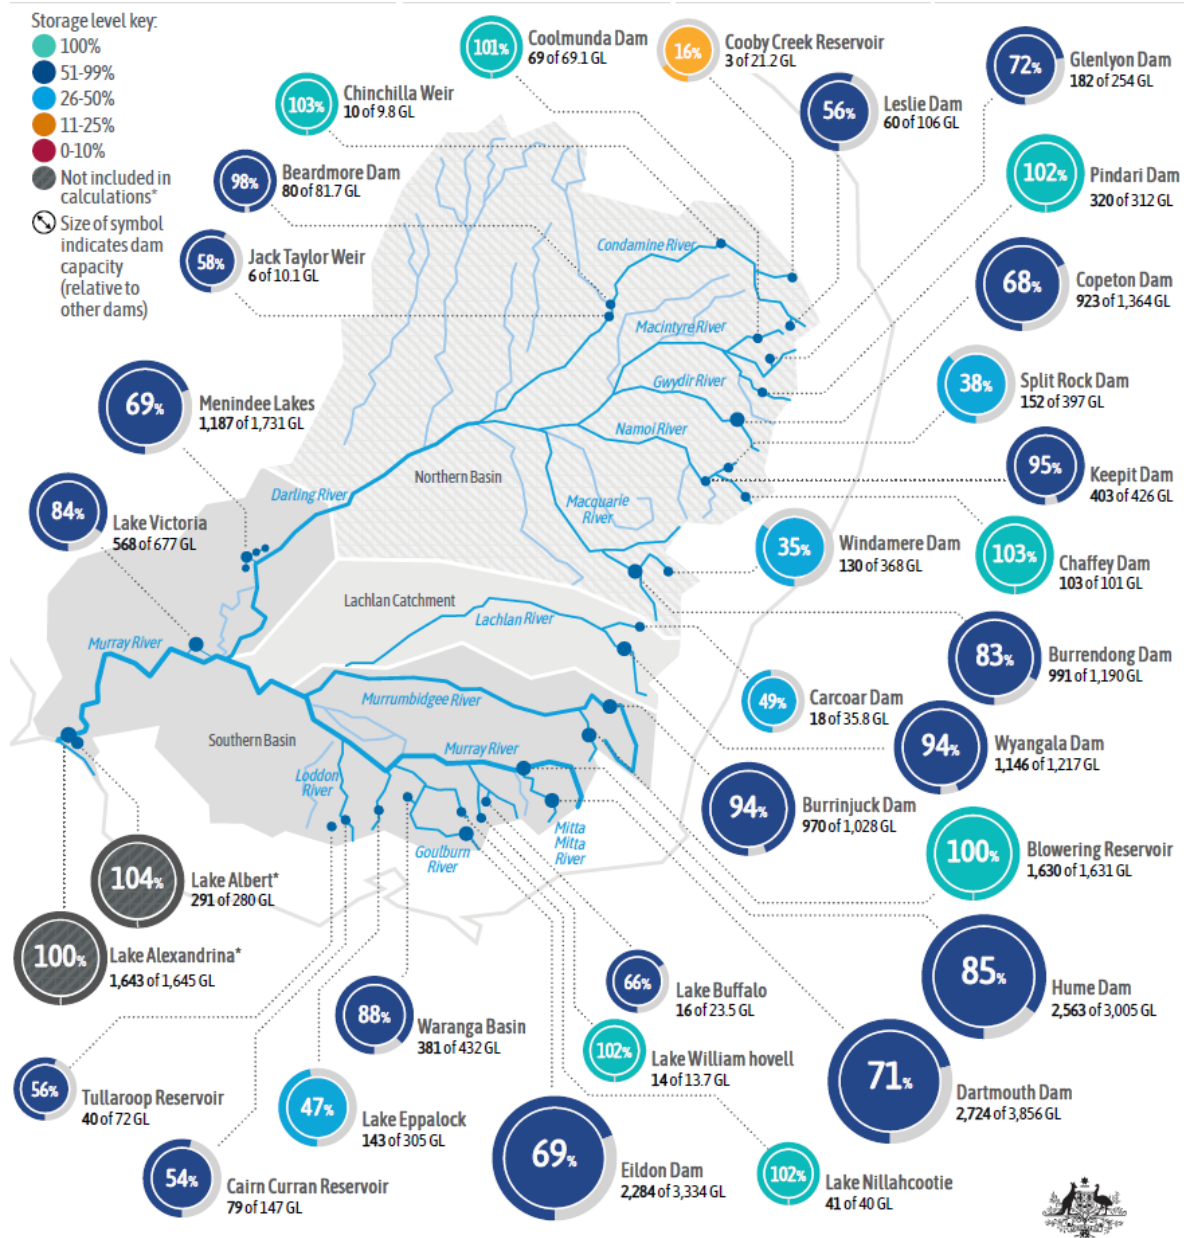 Storage level key:
100%
51-99%
26-50%
11-25%
0-10%
Not included in
calculations*
Size of symbol
indicates dam
capacity
(relative to
other dams)
101%
Coolmunda Dam
69 of 69.1 GL
16%
Cooby Creek Reservoir
3 of 21.2 GL
72%
Glenlyon Dam
182 of 254 GL
103%
Chinchilla Weir
10 of 9.8 GL
56%
Leslie Dam
60 of 106 GL
98%
Beardmore Dam
80 of 81.7 GL
102%
Pindari Dam
320 of 312 GL
58%
Jack Taylor Weir
6 of 10.1 GL
68%
Copeton Dam
923 of 1,364 GL
Condamine River
Macintyre River
Gwydir River
Namoi River
Macquarie
River
Northern Basin
Darling River
69%
Menindee Lakes
1,187 of 1,731 GL
38%
Split Rock Dam
152 of 397 GL
95%
Keepit Dam
403 of 426 GL
84%
Lake Victoria
568 of 677 GL
35%
Windamere Dam
130 of 368 GL
103%
Chaffey Dam
103 of 101 GL
Lachlan Catchment
Lachlan River
Murray River
83%
Burrendong Dam
991 of 1,190 GL
49%
Carcoar Dam
18 of 35.8 GL
94%
Wyangala Dam
1,146 of 1,217 GL
Murrumbidgee River
Southern Basin
Murray River
Loddon
River
Goulburn
River
Mitta
Mitta
River
94%
Burrinjuck Dam
970 of 1,028 GL
100%
Blowering Reservoir
1,630 of 1,631 GL
104%
Lake Albert*
291 of 280 GL
100%
Lake Alexandrina*
1,643 of 1,645 GL
85%
Hume Dam
2,563 of 3,005 GL
66%
Lake Buffalo
16 of 23.5 GL
88%
Waranga Basin
381 of 432 GL
102%
Lake William hovell
14 of 13.7 GL
71%
Dartmouth Dam
2,724 of 3,856 GL
56%
Tullaroop Reservoir
40 of 72 GL
47%
Lake Eppalock
143 of 305 GL
69%
Eildon Dam
2,284 of 3,334 GL
102%
Lake Nillahcootie
41 of 40 GL
54%
Cairn Curran Reservoir
79 of 147 GL